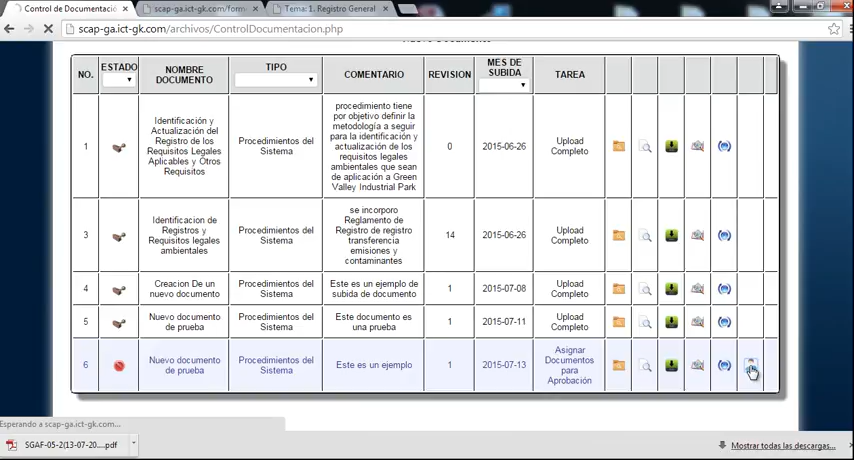 Control de Documentació
scap-ga.ict-gk.com/form
Tema: 1. Registro General
scap-ga.ict-gk.com/archivos/ControlDocumentacion.php
NO.
ESTADO
NOMBRE
DOCUMENTO
TIPO
COMENTARIO
REVISION
MES DE
SUBIDA
TAREA
1
Identificación y
Actualización del
Registro de los
Requisitos Legales
Aplicables y Otros
Requisitos
Procedimientos del
Sistema
procedimiento tiene
por objetivo definir la
metodología a seguir
para la identificación y
actualización de los
requisitos legales
ambientales que sean
de aplicación a Green
Valley Industrial Park
0
2015-06-26
Upload
Completo
3
Identificacion de
Registros y
Requisitos legales
ambientales
Procedimientos del
Sistema
se incorporo
Reglamento de
Registro de registro
transferencia
emisiones y
contaminantes
14
2015-06-26
Upload
Completo
4
Creacion De un
nuevo documento
Procedimientos del
Sistema
Este es un ejemplo de
subida de documento
1
2015-07-08
Upload
Completo
5
Nuevo documento
de prueba
Procedimientos del
Sistema
Este documento es
una prueba
1
2015-07-11
Upload
Completo
6
Nuevo documento
de prueba
Procedimientos del
Sistema
Este es un ejemplo
1
2015-07-13
Asignar
Documentos
para
Aprobación
Esperando a scap-ga.ict-gk.com...
SGAF-05-2(13-07-20....pdf
Mostrar todas las descargas...